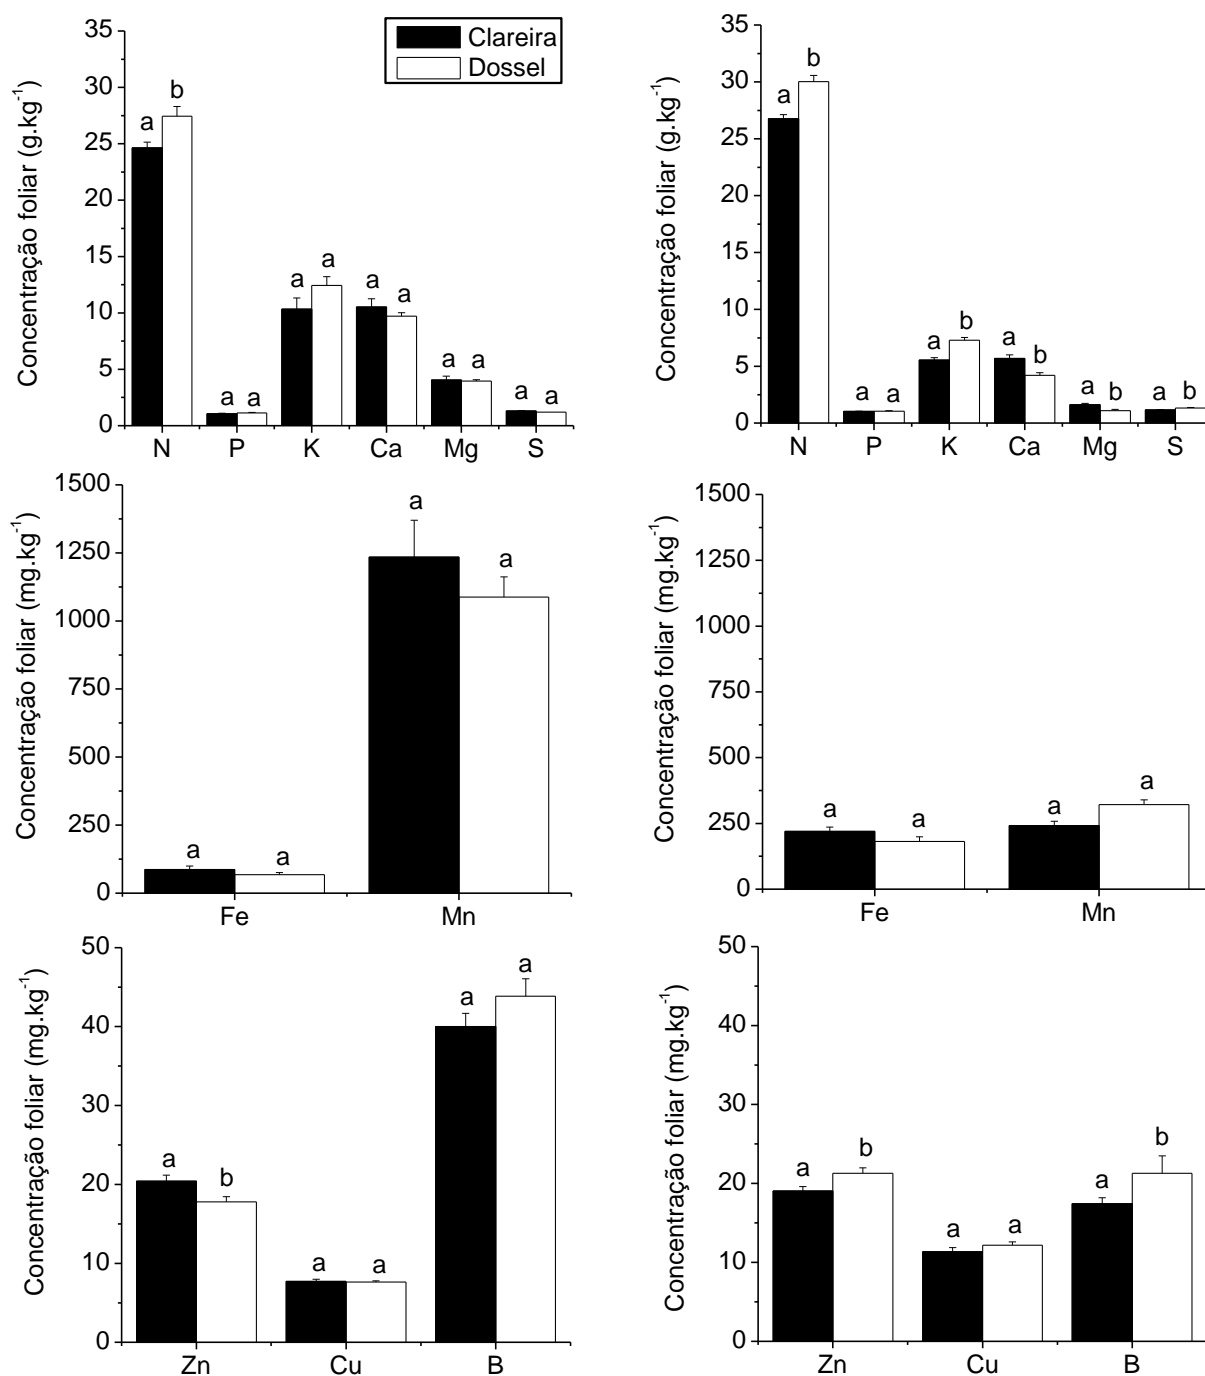 Clareira
Dossel
Concentração foliar (g.kg⁻¹)
35
30
25
20
15
10
5
0
a b
a a
a a
a a
a a
a a
N P K Ca Mg S
Concentração foliar (g.kg⁻¹)
35
30
25
20
15
10
5
0
a b
a a
a b
a b
a b
a b
N P K Ca Mg S
Concentração foliar (mg.kg⁻¹)
1500
1250
1000
750
500
250
0
a a
a a
Fe Mn
Concentração foliar (mg.kg⁻¹)
1500
1250
1000
750
500
250
0
a a
a a
Fe Mn
Concentração foliar (mg.kg⁻¹)
50
40
30
20
10
0
a b
a a
a a
Zn Cu B
Concentração foliar (mg.kg⁻¹)
50
40
30
20
10
0
a b
a a
a b
Zn Cu B